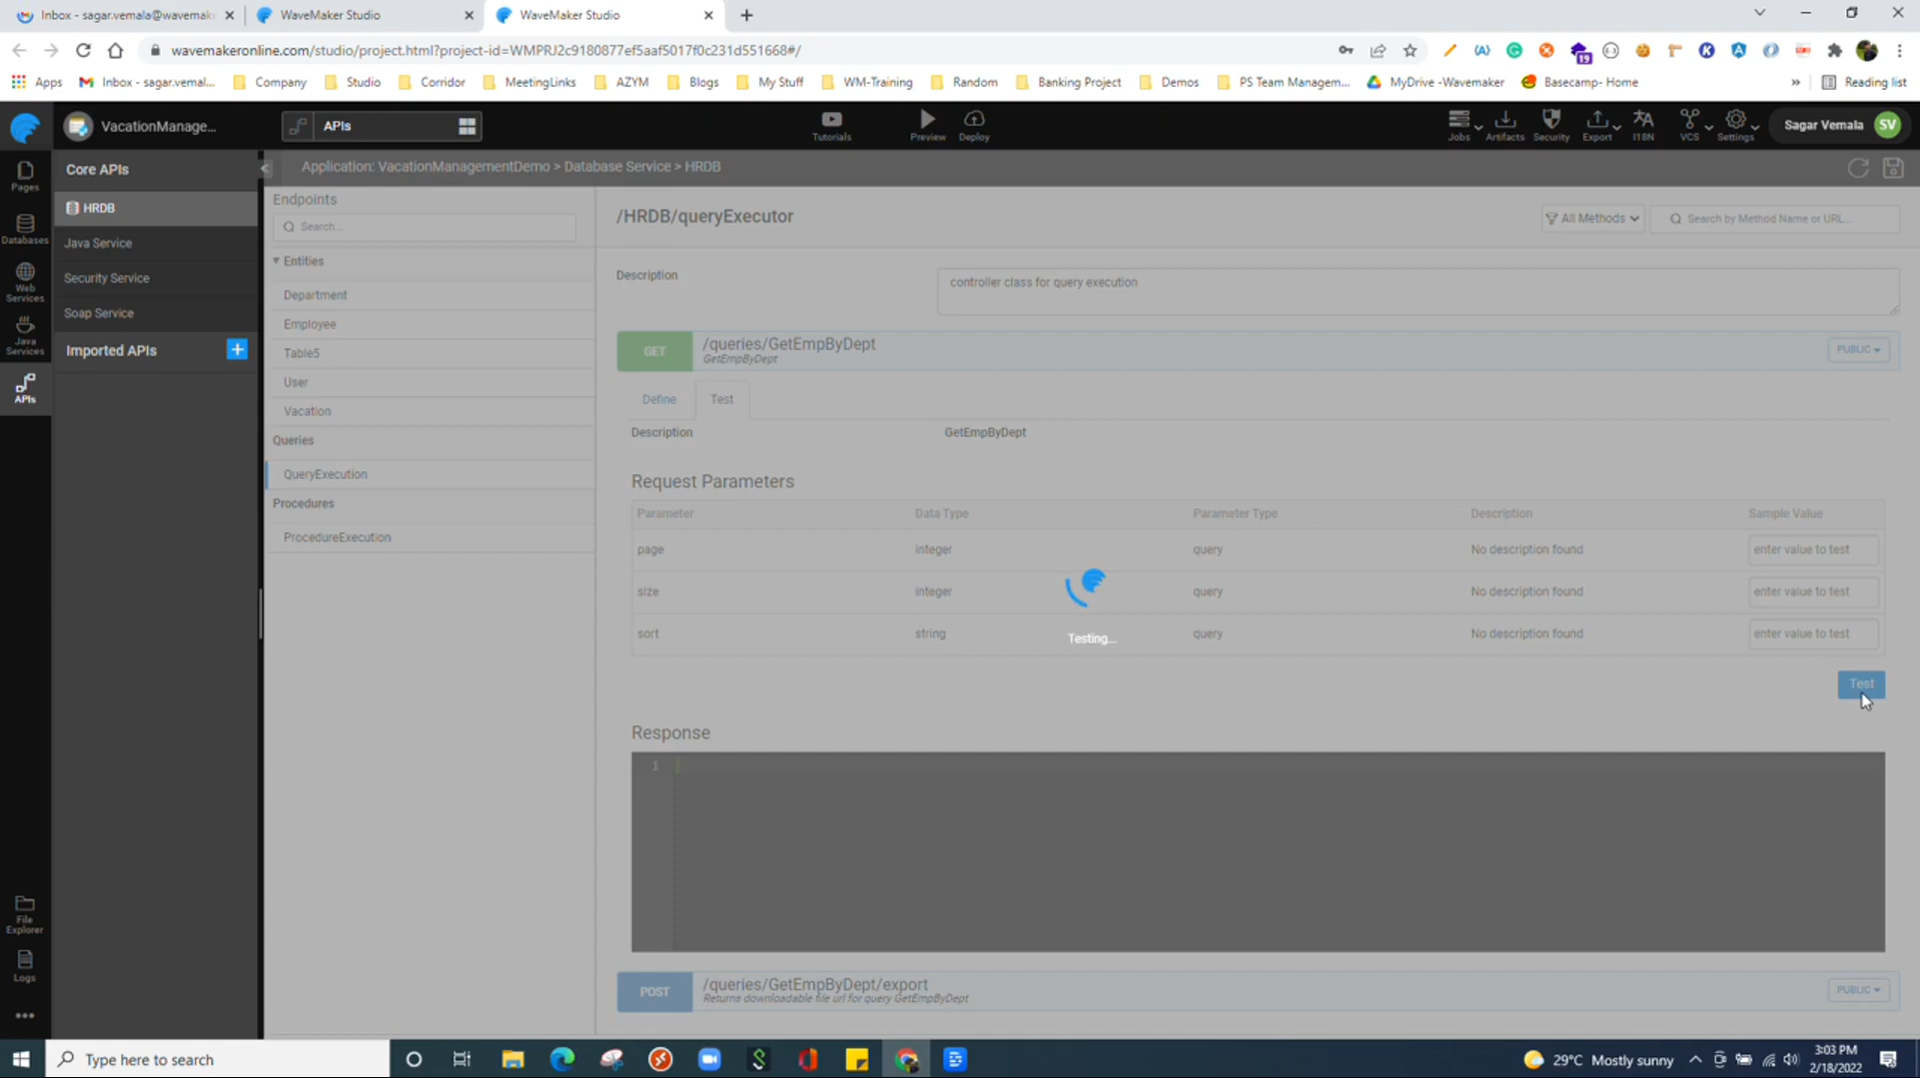 Inbox - sagar.vemala@wavemak
WaveMaker Studio
WaveMaker Studio
wavemakeronline.com/studio/project.html?project-id=WMPRJ2c9180877ef5aaf5017f0c231d551668#/
19
Apps
Inbox - sagar.vemal...
Company
Studio
Corridor
MeetingLinks
AZYM
Blogs
My Stuff
WM-Training
Random
Banking Project
Demos
PS Team Managem...
MyDrive -Wavemaker
Basecamp- Home
»
Reading list
VacationManage...
APIs
Tutorials
Preview
Deploy
Jobs
Artifacts
Security
Export
I18N
VCS
Settings
Sagar Vemala
SV
Pages
Databases
Web Services
Java Services
APIs
File Explorer
Logs
Core APIs
HRDB
Java Service
Security Service
Soap Service
Imported APIs
+
Application: VacationManagementDemo > Database Service > HRDB
Endpoints
Search...
Entities
Department
Employee
Table5
User
Vacation
Queries
QueryExecution
Procedures
ProcedureExecution
/HRDB/queryExecutor
All Methods
Search by Method Name or URL...
Description
controller class for query execution
GET
/queries/GetEmpByDept
GetEmpByDept
PUBLIC
Define
Test
Description
GetEmpByDept
Request Parameters
Parameter Data Type Parameter Type Description Sample Value
page integer query No description found enter value to test
size integer query No description found enter value to test
sort string query No description found enter value to test
Testing...
Test
Response
1
POST
/queries/GetEmpByDept/export
Returns downloadable file url for query GetEmpByDept
PUBLIC
Type here to search
29°C Mostly sunny
3:03 PM
2/18/2022